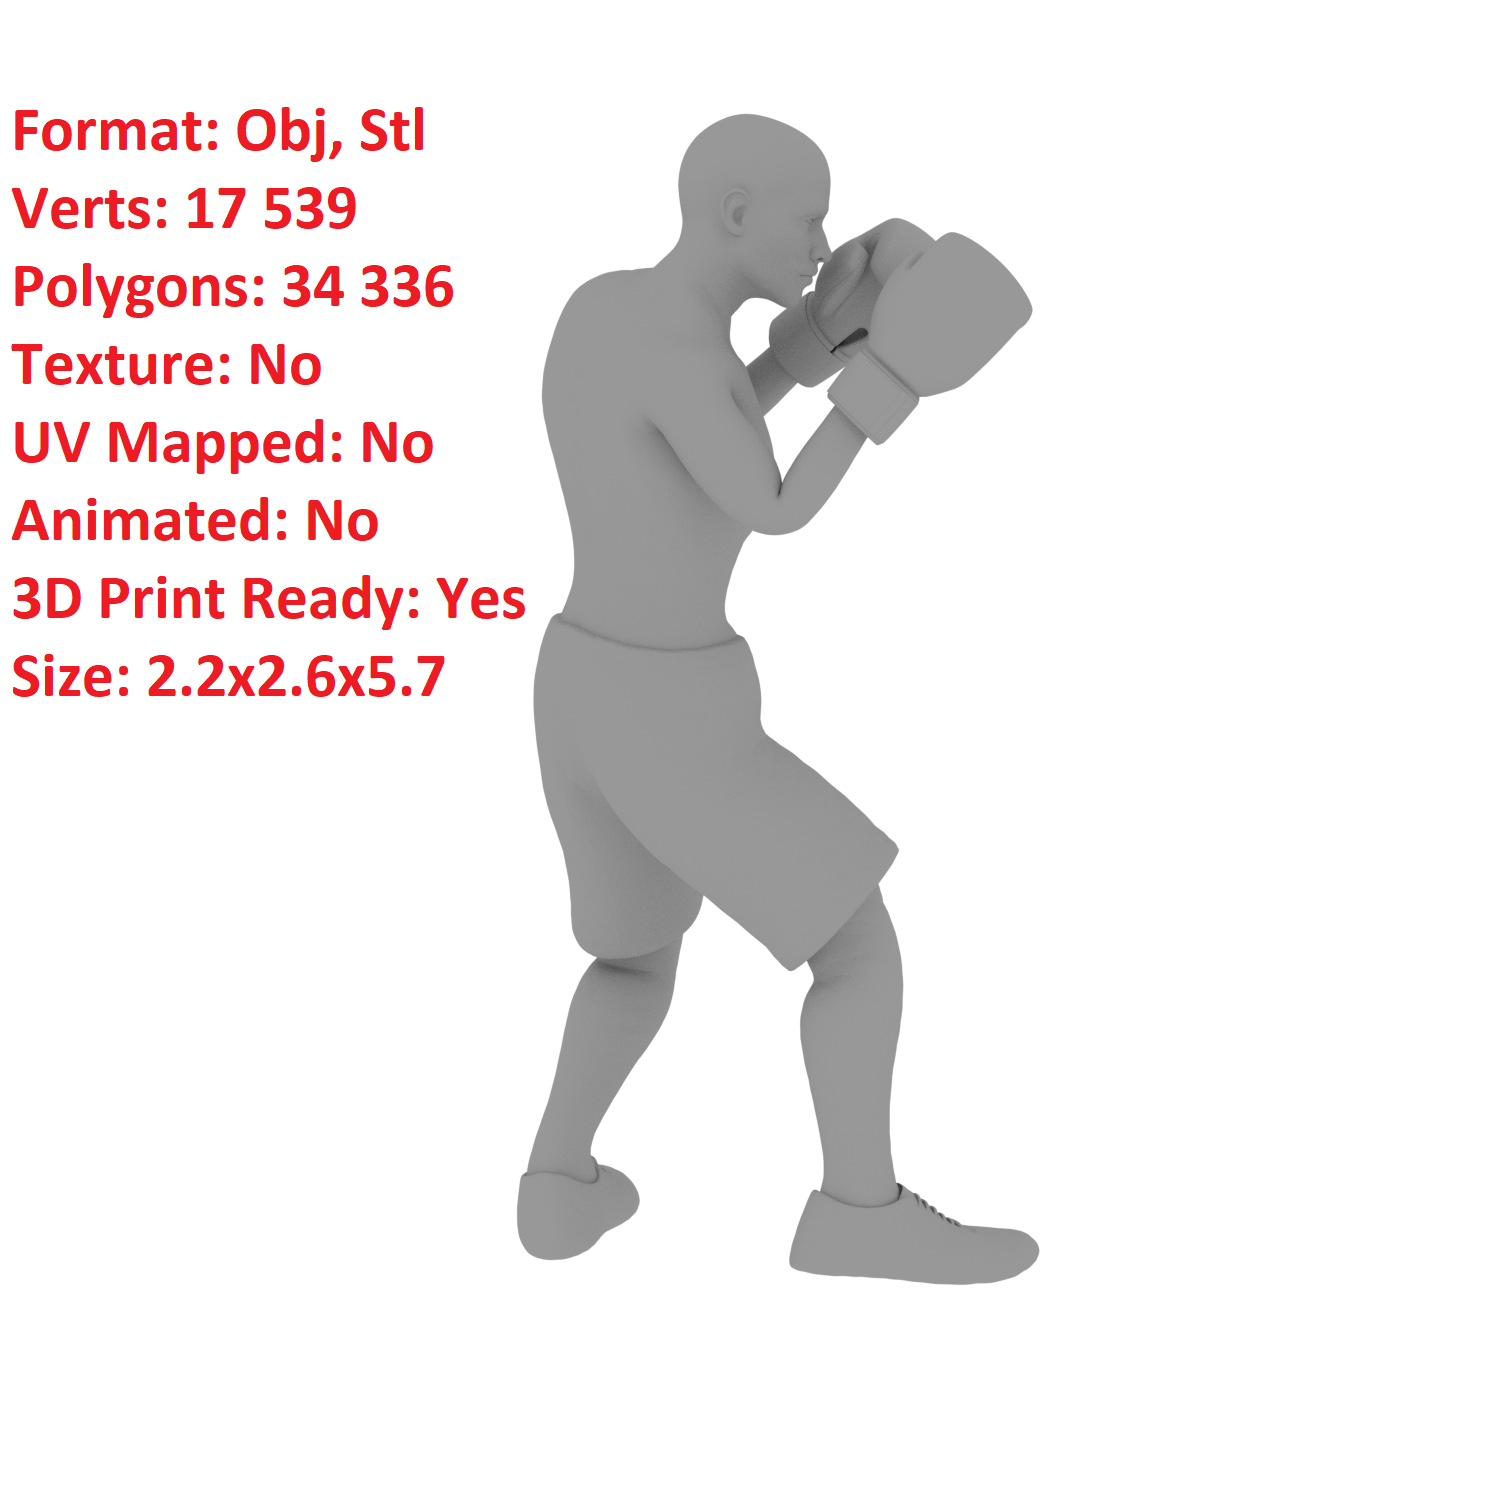 Format: Obj, Stl
Verts: 17 539
Polygons: 34 336
Texture: No
UV Mapped: No
Animated: No
3D Print Ready: Yes
Size: 2.2x2.6x5.7